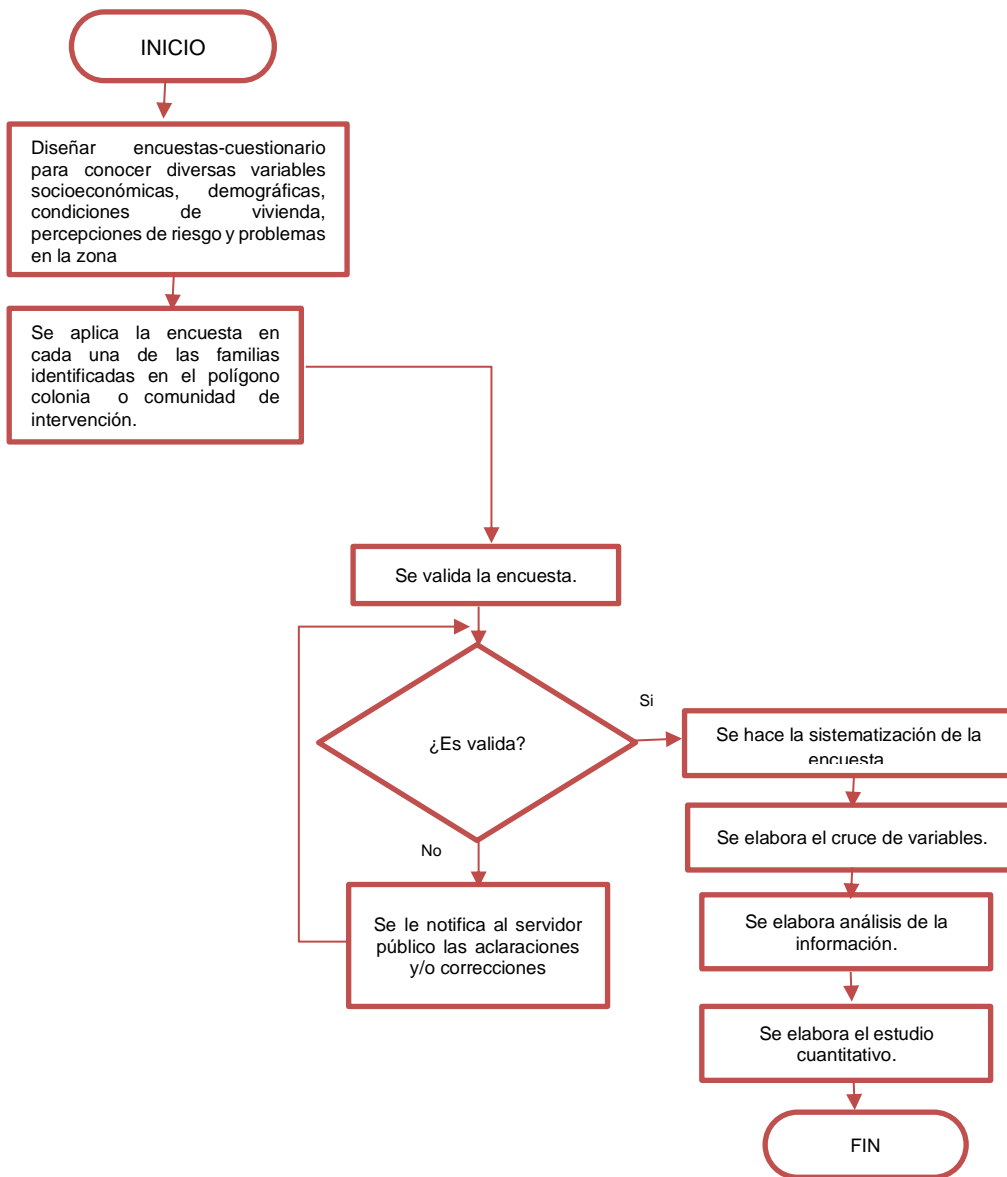 INICIO
Diseñar encuestas-cuestionario
para conocer diversas variables
socioeconómicas, demográficas,
condiciones de vivienda,
percepciones de riesgo y problemas
en la zona
Se aplica la encuesta en
cada una de las familias
identificadas en el polígono
colonia o comunidad de
intervención.
Se valida la encuesta.
¿Es valida?
Si
No
Se le notifica al servidor
público las aclaraciones
y/o correcciones
Se hace la sistematización de la
encuesta
Se elabora el cruce de variables.
Se elabora análisis de la
información.
Se elabora el estudio
cuantitativo.
FIN